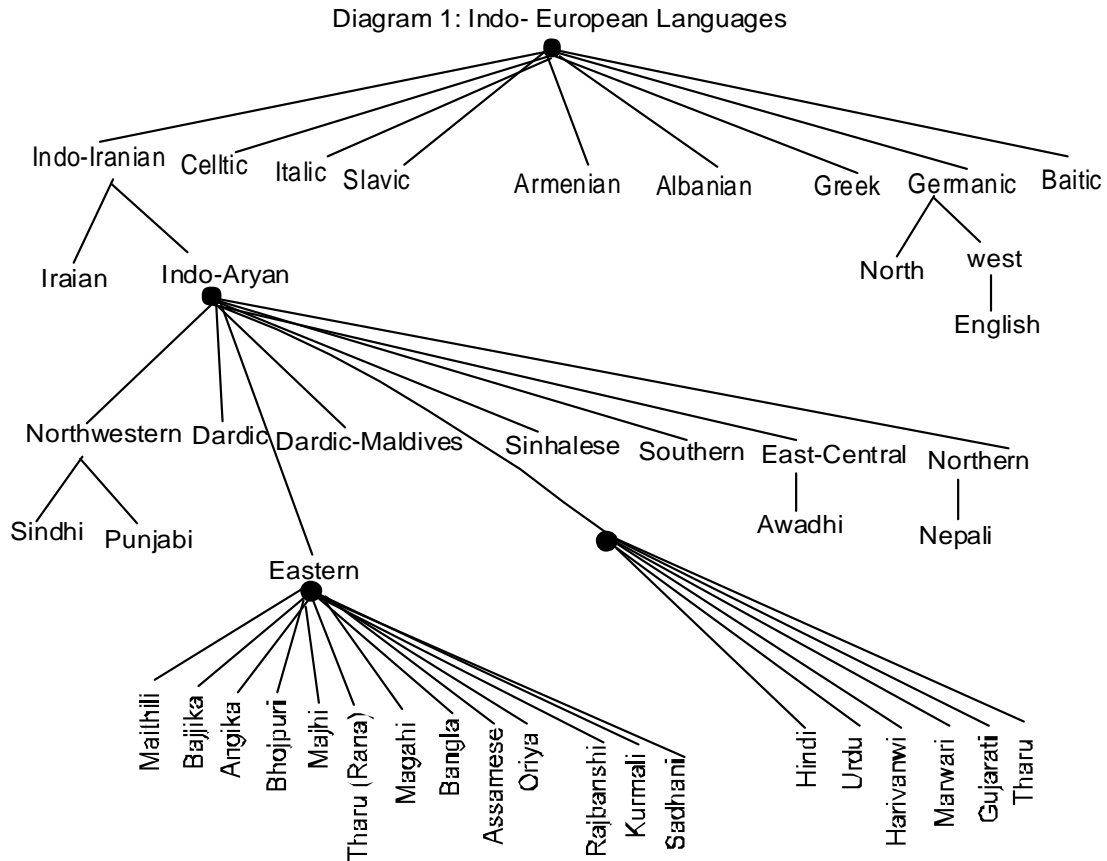 Diagram 1: Indo- European Languages
Indo-Iranian Celltic Italic Slavic Armenian Albanian Greek Germanic Baitic
Iraian Indo-Aryan North west
English
Northwestern Dardic Dardic-Maldives Sinhalese Southern East-Central Northern
Sindhi Punjabi Awadhi Nepali
Eastern
Maithili
Bajjika
Angika
Bhojpuri
Majhi
Tharu (Rana)
Magahi
Bangla
Assamese
Oriya
Rajbanshi
Kurmali
Sadhani
Hindi
Urdu
Harivanwi
Marwari
Gujarati
Tharu